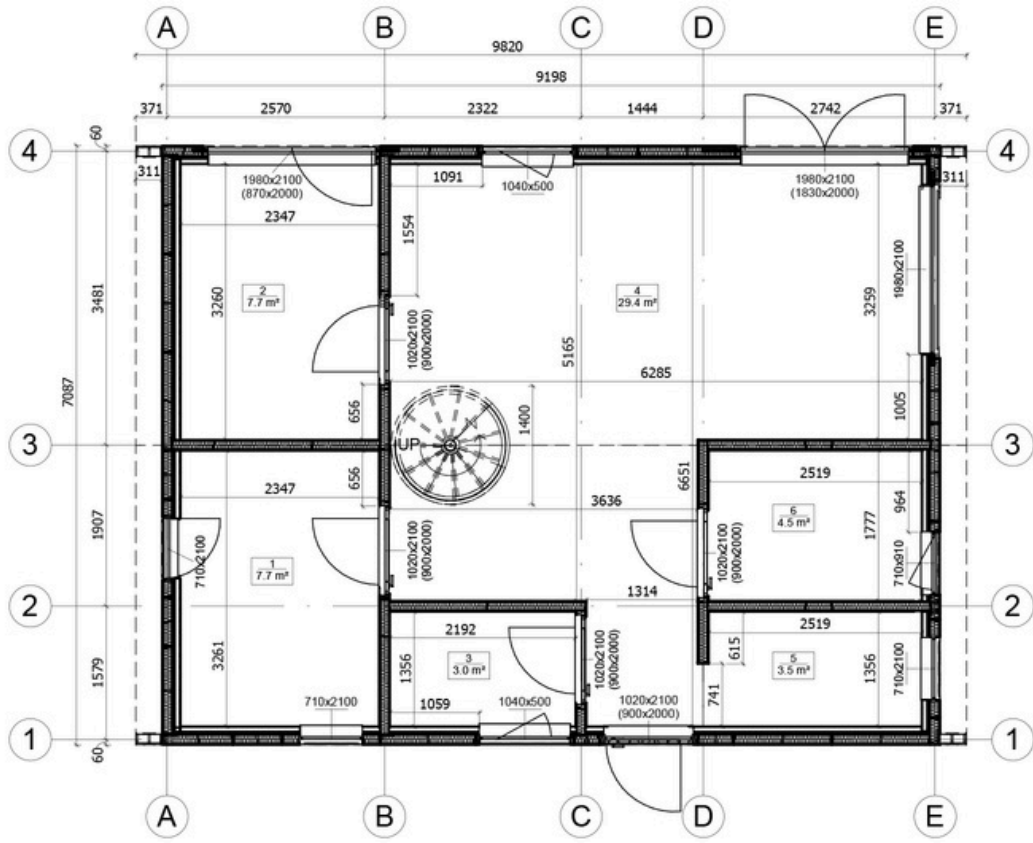 A B C D E
9820
9198
371 2570 2322 1444 2742 371
60
4 4
311 1980x2100 1091 1040x500 1980x2100 311
(870x2000) (1830x2000)
2347
1554
1980x2100
3481
2 4
7.7 m² 29.4 m²
3260 3259
1020x2100
(900x2000)
5165
7087
6285
656 1400 1005
UP
3 3
656 6651
2347 2519
964
3636
6
4.5 m²
1907
710x2100
1020x2100
(900x2000)
1020x2100
(900x2000)
1777
710x910
1
7.7 m²
1314
2 2
2192 2519
3261
1356
3
3.0 m²
1020x2100
(900x2000)
615
5
3.5 m²
1356
710x2100
1579
741
710x2100 1059 1040x500 1020x2100
(900x2000)
1 1
60
A B C D E